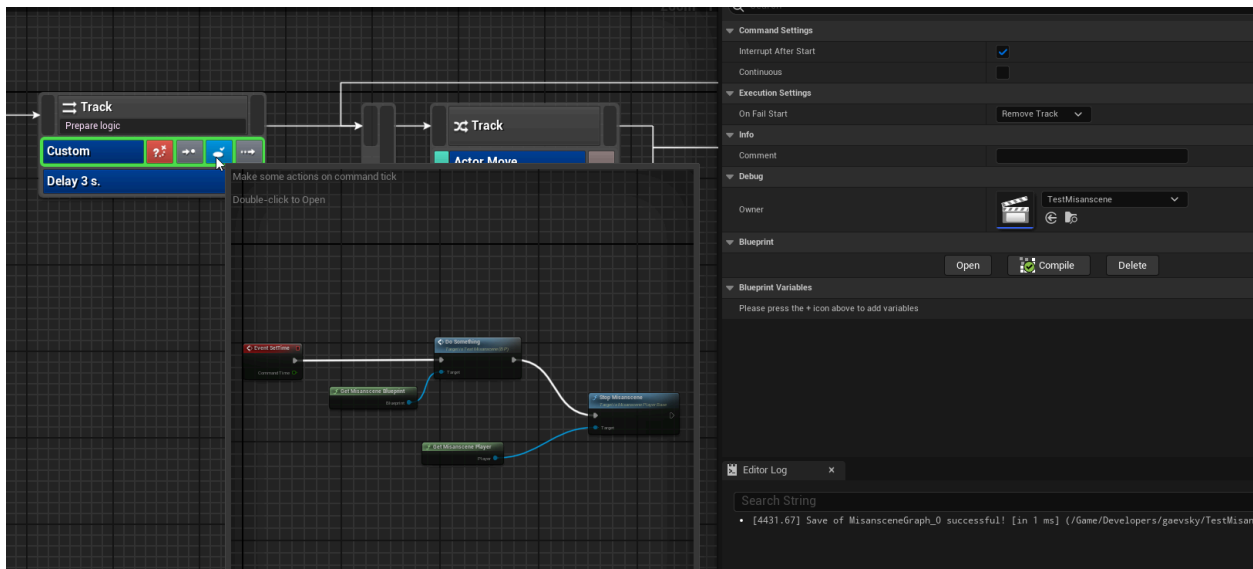 Track
Prepare logic
Custom
Delay 3 s.
Track
Actor Move
Make some actions on command tick
Double-click to Open
Event SetTime
Command Time
Do Something
Target
Get Misanscene Blueprint
Blueprint
Stop Misanscene
Target
Get Misanscene Player
Player
Command Settings
Interrupt After Start
Continuous
Execution Settings
On Fail Start
Remove Track
Info
Comment
Debug
Owner
TestMisanscene
Blueprint
Open
Compile
Delete
Blueprint Variables
Please press the + icon above to add variables
Editor Log
Search String
[4431.67] Save of MisansceneGraph_0 successful! [in 1 ms] (/Game/Developers/gaevsky/TestMisan